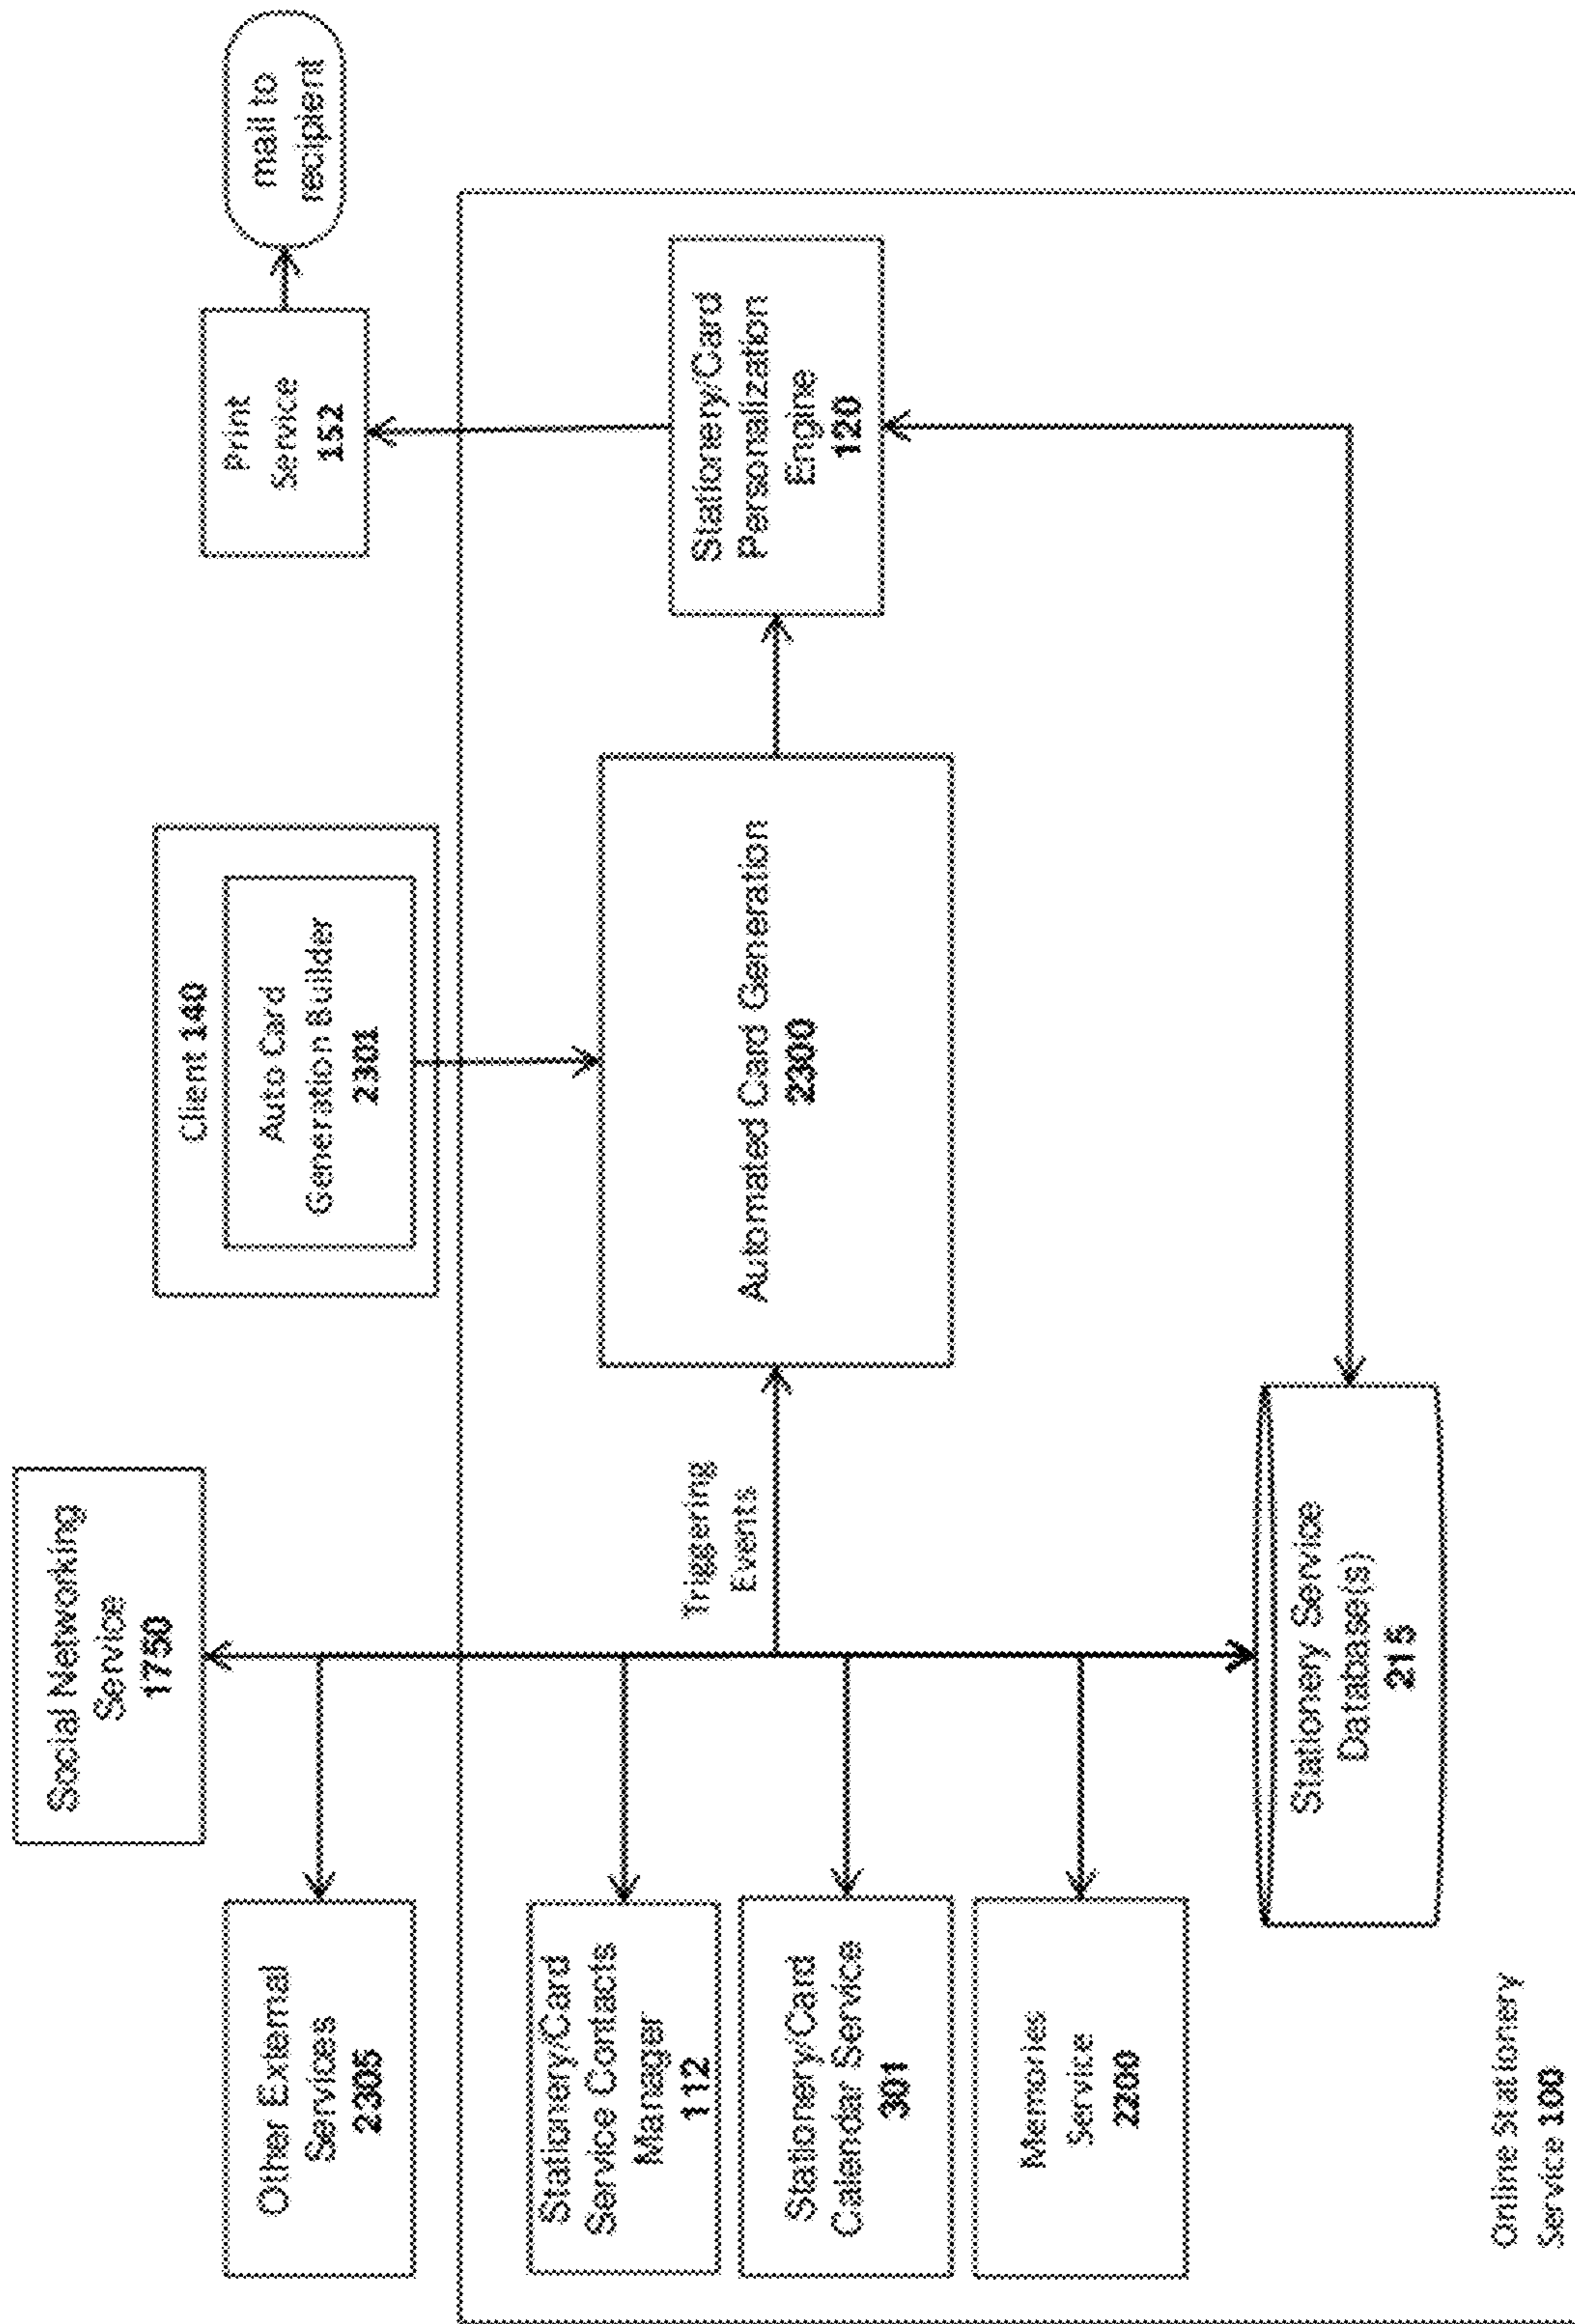 Social Networking
Service
1750
Other External
Services
2305
Client 140
Auto Card
Generation Builder
2301
Print
Service
152
mail to
recipient
Stationery/Card
Service Contacts
Manager
112
Stationery/Card
Calendar Service
301
Memories
Service
2200
Triggering
Events
Automated Card Generation
2300
Stationery/Card
Personalization
Engine
120
Stationery Service
Database(s)
215
Online Stationery
Service 100